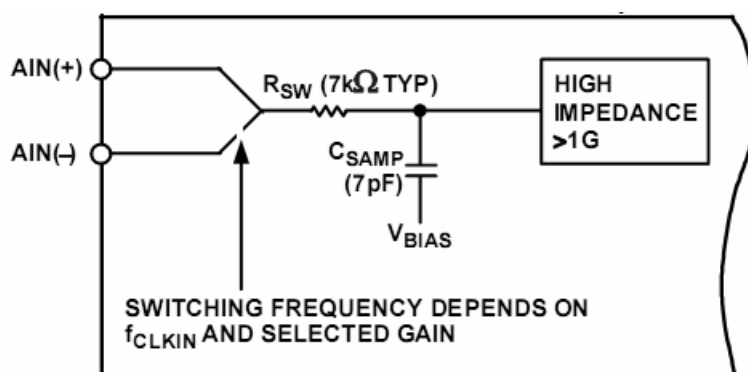 AIN(+)
AIN(–)
RSW (7kΩ TYP)
CSAMP
(7pF)
VBIAS
HIGH
IMPEDANCE
>1G
SWITCHING FREQUENCY DEPENDS ON
fCLKIN AND SELECTED GAIN